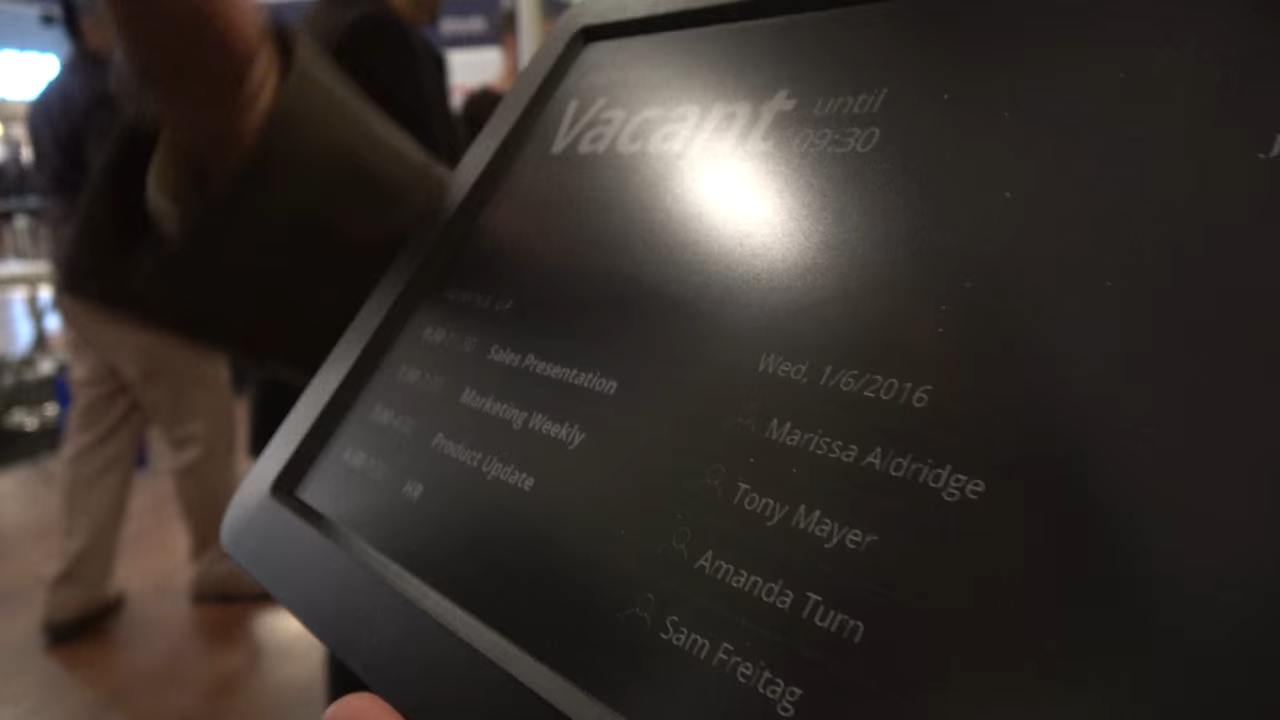 Vacant until
09:30
Wed, 1/6/2016
Sales Presentation Marissa Aldridge
Marketing Weekly Tony Mayer
Product Update Amanda Turn
HR Sam Freitag